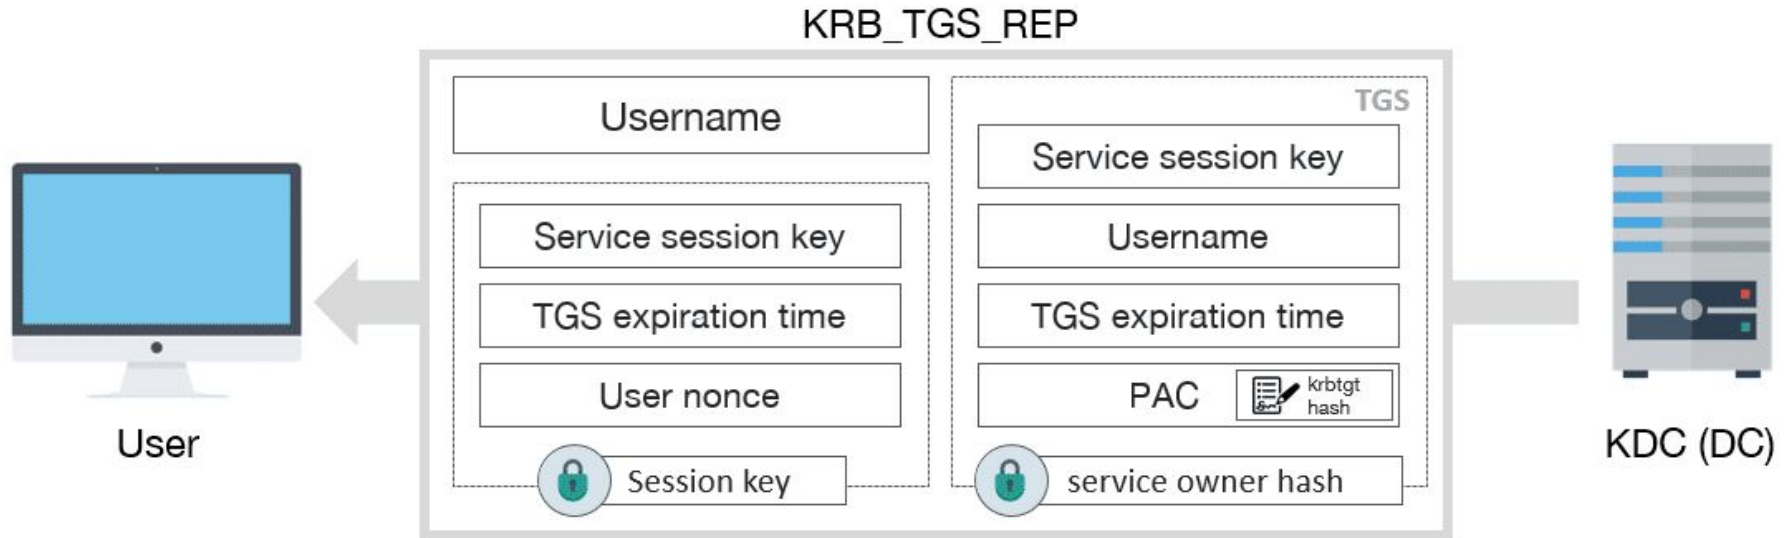 KRB_TGS_REP
Username
Service session key
TGS expiration time
User nonce
Session key
TGS
Service session key
Username
TGS expiration time
PAC
krbtgt
hash
service owner hash
User
KDC (DC)